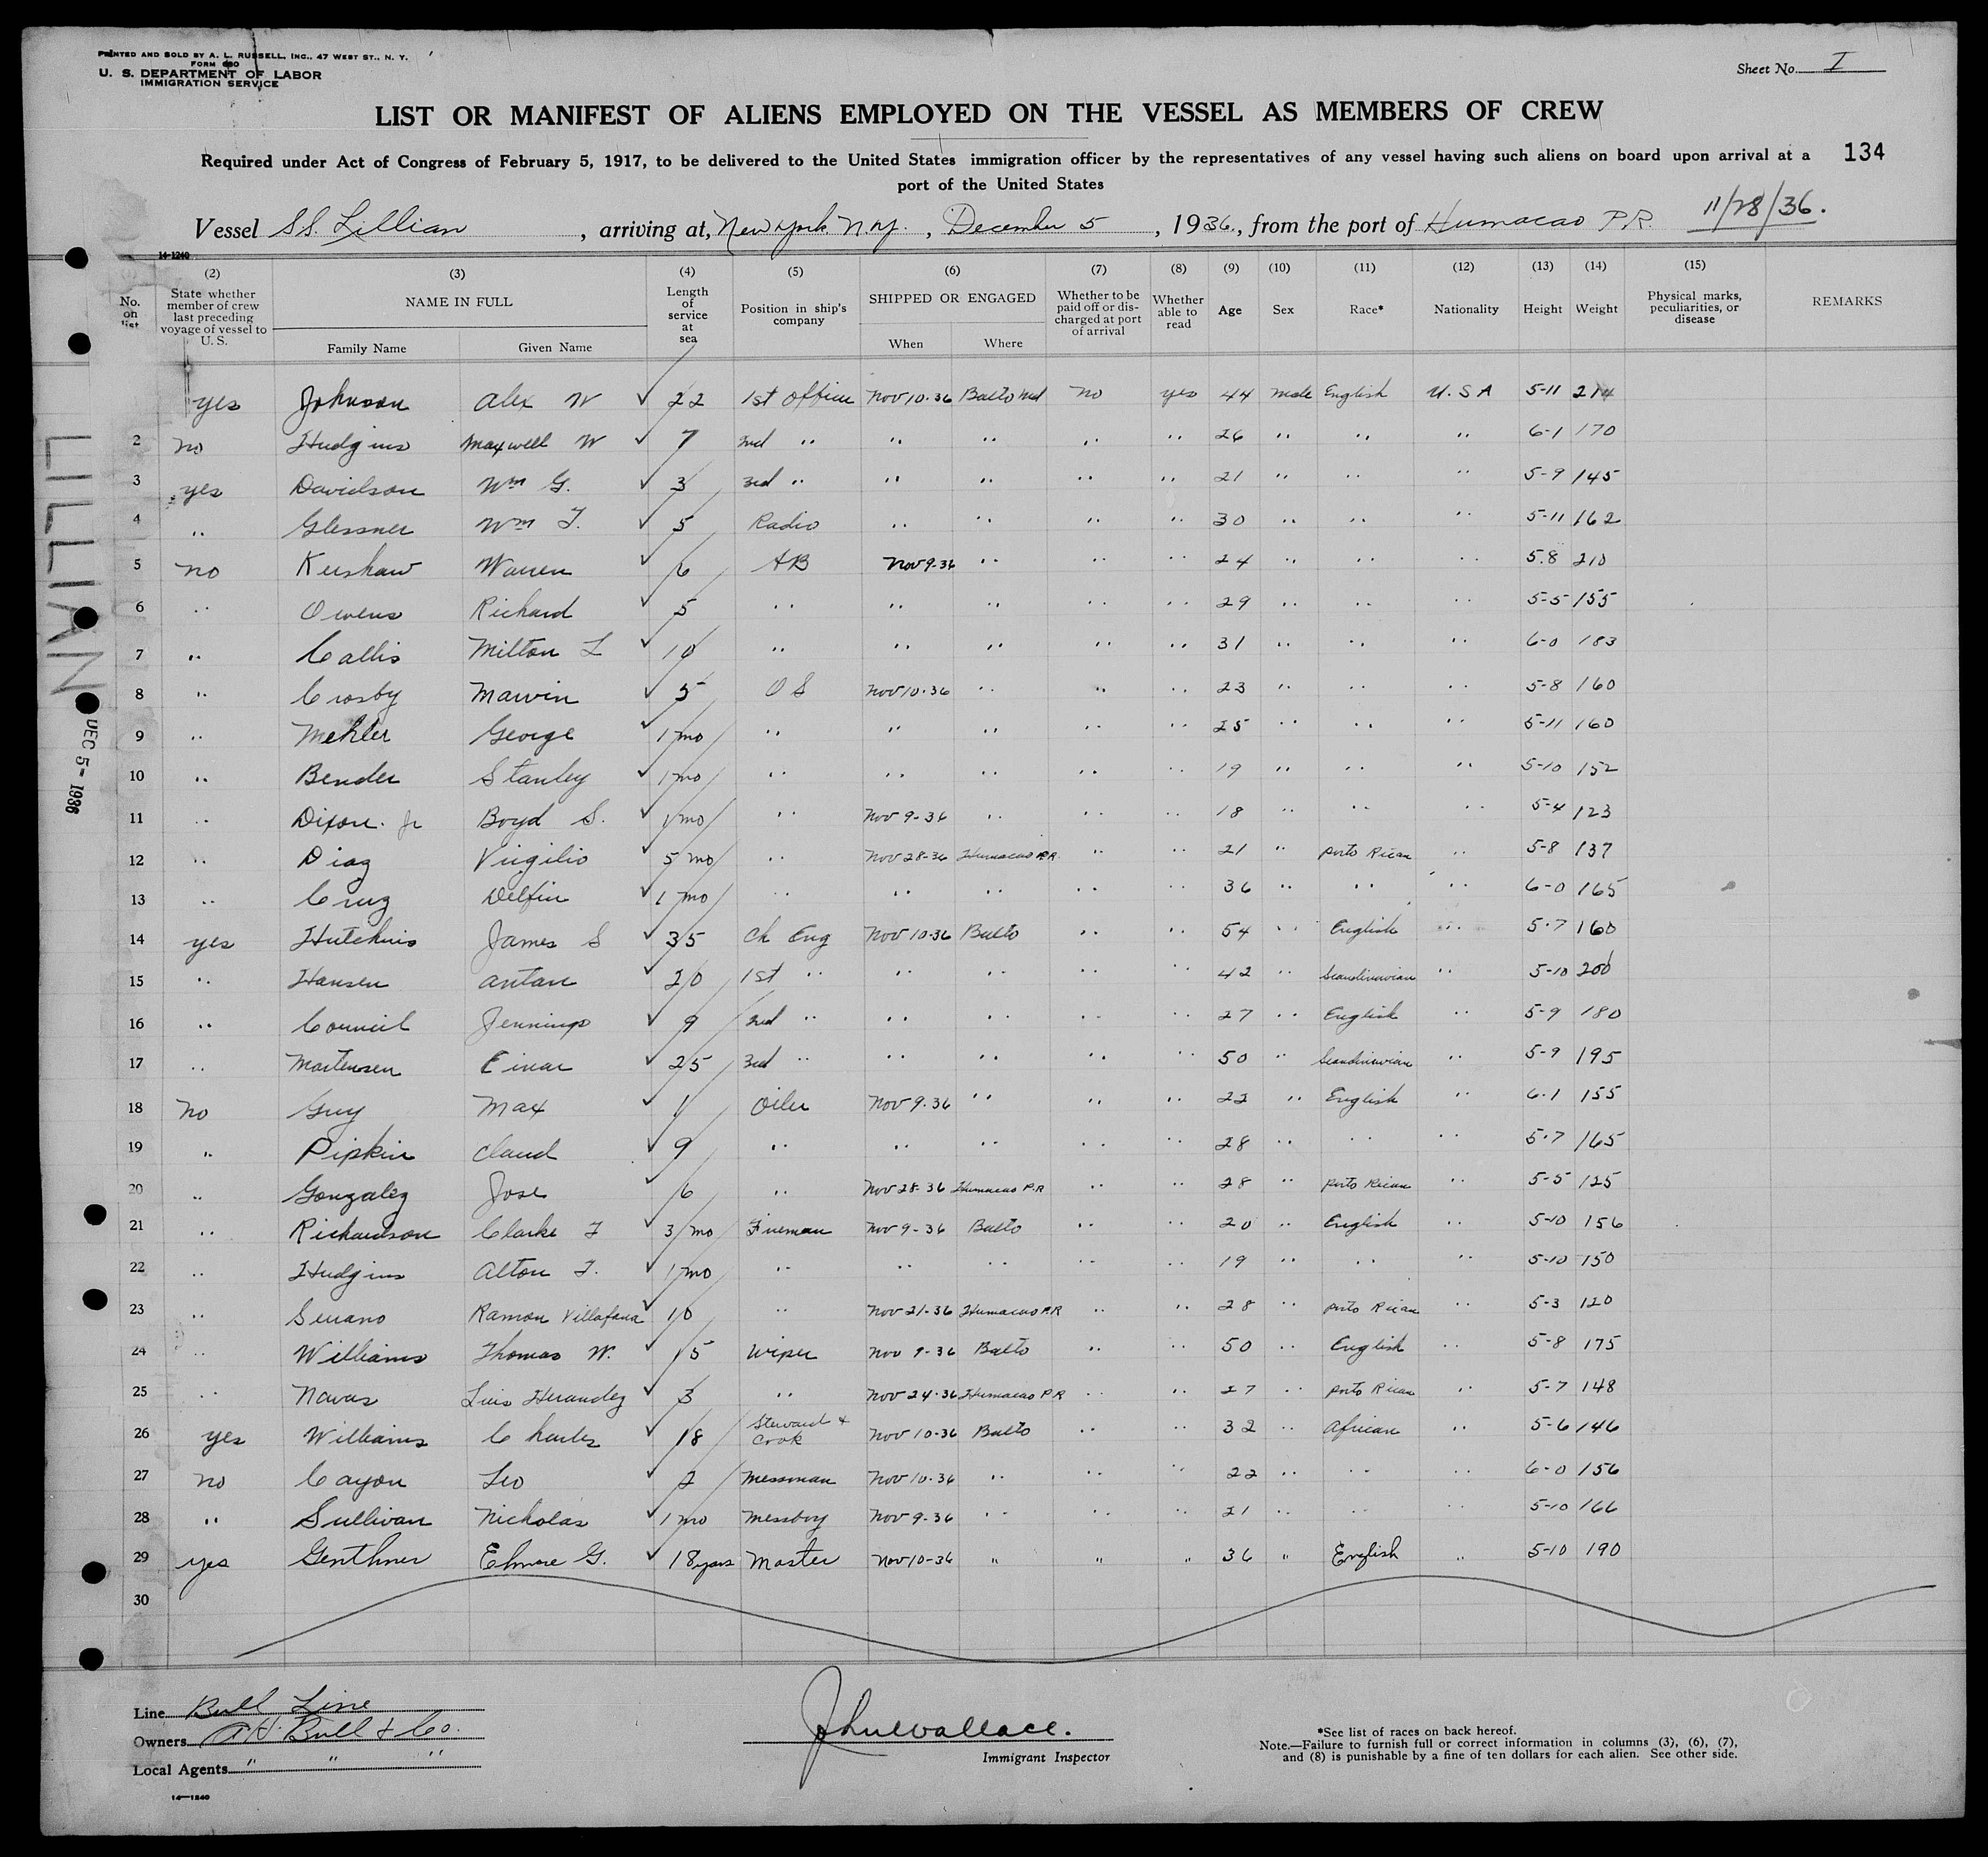 PRINTED AND SOLD BY A. L. RUSSELL, INC., 47 WEST ST., N. Y.
FORM 680
U. S. DEPARTMENT OF LABOR
IMMIGRATION SERVICE
Sheet No. I
LIST OR MANIFEST OF ALIENS EMPLOYED ON THE VESSEL AS MEMBERS OF CREW
Required under Act of Congress of February 5, 1917, to be delivered to the United States immigration officer by the representatives of any vessel having such aliens on board upon arrival at a
port of the United States
134
11/28/36.
Vessel SS. Lillian, arriving at, New York N.Y., December 5, 1936, from the port of Humacao P.R.
14-1240
No. on list (2) State whether member of crew last preceding voyage of vessel to U. S. (3) NAME IN FULL Family Name Given Name (4) Length of service at sea (5) Position in ship's company (6) SHIPPED OR ENGAGED When Where (7) Whether to be paid off or discharged at port of arrival (8) Whether able to read (9) Age (10) Sex (11) Race* (12) Nationality (13) Height (14) Weight (15) Physical marks, peculiarities, or disease REMARKS
yes Johnson Alex W ✓ 22 1st Officer Nov 10-36 Balto Md no yes 44 male English U.S A 5-11 214
2 no Hudgins Maxwell W ✓ 7 2nd " " " " " 26 " " " 6-1 170
3 yes Davidson Wm G. ✓ 3 3rd " " " " " 21 " " " 5-9 145
4 " Glessner Wm F. ✓ 5 Radio " " " " 30 " " " 5-11 162
5 no Kershaw Warren ✓ 6 AB Nov 9-36 " " " 24 " " " 5.8 210
6 " Owens Richard ✓ 5 " " " " " 29 " " " 5-5 155
7 " Callis Milton L ✓ 10 " " " " " 31 " " " 6-0 183
8 " Crosby Marvin ✓ 5 OS Nov 10-36 " " " 23 " " " 5-8 160
9 " Mehler George ✓ 1 mo " " " " " 25 " " " 5-11 160
10 " Bender Stanley ✓ 1 mo " " " " " 19 " " " 5-10 152
11 " Dixon. Jr Boyd S. ✓ 1 mo " Nov 9-36 " " " 18 " " " 5-4 123
12 " Diaz Virgilio ✓ 5 mo " Nov 28-36 Humacao P.R. " " 21 " Porto Rican " 5-8 137
13 " Cruz Delfin ✓ 1 mo " " " " " 36 " " " 6-0 165
14 yes Hutchins James S ✓ 35 Ch Eng Nov 10-36 Balto " " 54 " English " 5-7 160
15 " Hansen Antan ✓ 20 1st " " " " " 42 " Scandinavian " 5-10 200
16 " Council Jennings ✓ 9 2nd " " " " " 27 " English " 5-9 180
17 " Mortensen Einar ✓ 25 3rd " " " " " 50 " Scandinavian " 5-9 195
18 no Guy Max ✓ 1 Oiler Nov 9-36 " " " 22 " English " 6-1 155
19 " Pipkin Claud ✓ 9 " " " " " 28 " " " 5-7 165
20 " Gonzalez Jose ✓ 6 " Nov 28-36 Humacao P.R " " 28 " Porto Rican " 5-5 125
21 " Richardson Clarke F ✓ 3 mo Fireman Nov 9-36 Balto " " 20 " English " 5-10 156
22 " Hudgins Alton F. ✓ 1 mo " " " " " 19 " " " 5-10 150
23 " Serrano Ramon Villafana ✓ 10 " Nov 21-36 Humacao P.R " " 28 " Porto Rican " 5-3 120
24 " Williams Thomas W. ✓ 15 Wiper Nov 9-36 Balto " " 50 " English " 5-8 175
25 " Navas Luis Hernandez ✓ 3 " Nov 24-36 Humacao P R " " 27 " Porto Rican " 5-7 148
26 yes Williams Charles ✓ 18 Steward & Cook Nov 10-36 Balto " " 32 " African " 5-6 146
27 no Cayon Leo ✓ 2 Messman Nov 10-36 " " " 22 " " " 6-0 156
28 " Sullivan Nicholas ✓ 1 mo Messboy Nov 9-36 " " " 21 " " " 5-10 166
29 yes Genthner Elmore G. ✓ 18 years Master Nov 10-36 " " " 36 " English " 5-10 190
30
LILLIAN
DEC 5 - 1936
Line Bull Line
Owners A H. Bull & Co.
Local Agents " " "
14-1240
John Wallace.
Immigrant Inspector
*See list of races on back hereof.
Note.—Failure to furnish full or correct information in columns (3), (6), (7),
and (8) is punishable by a fine of ten dollars for each alien. See other side.